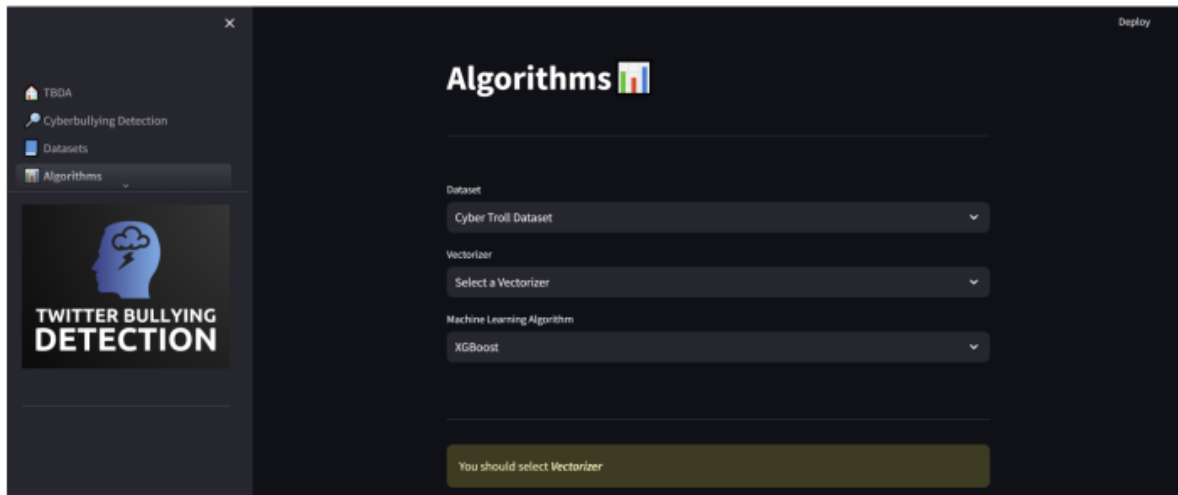 Deploy
TBDA
Cyberbullying Detection
Datasets
Algorithms
TWITTER BULLYING
DETECTION
Algorithms
Dataset
Cyber Troll Dataset
Vectorizer
Select a Vectorizer
Machine Learning Algorithm
XGBoost
You should select Vectorizer